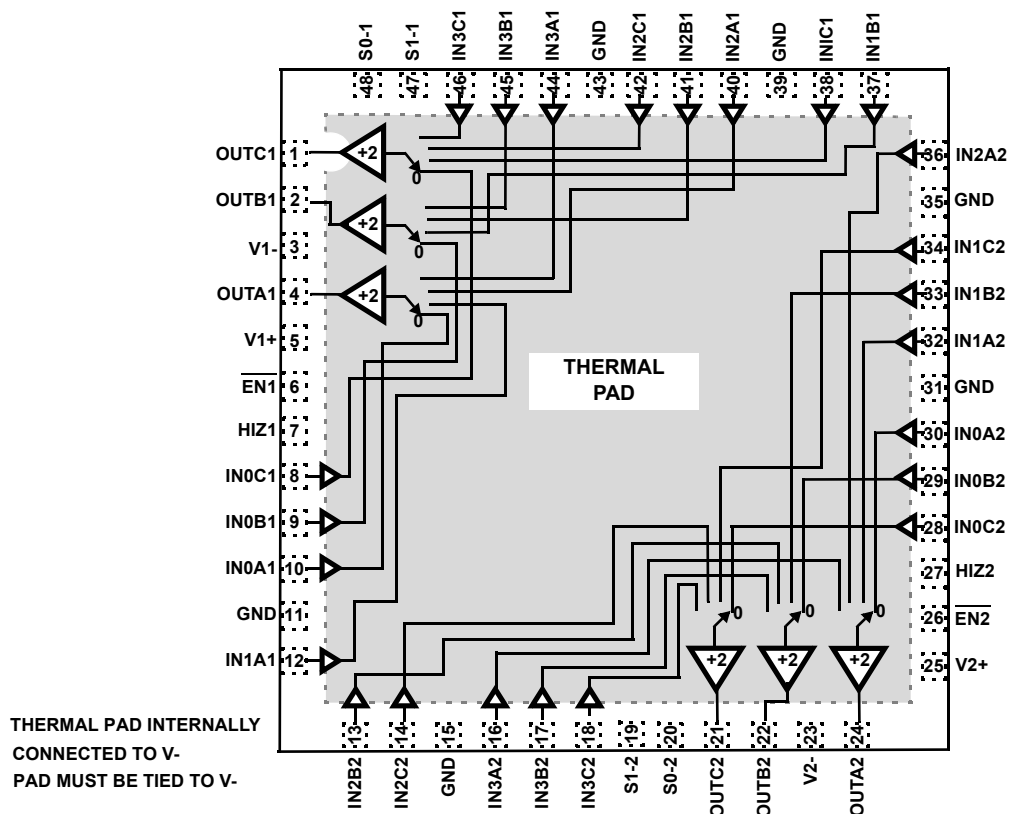 S0-1
S1-1
IN3C1
IN3B1
IN3A1
GND
IN2C1
IN2B1
IN2A1
GND
INIC1
IN1B1
48
47
46
45
44
43
42
41
40
39
38
37
OUTC1 1
+2
0
36 IN2A2
OUTB1 2
+2
0
35 GND
V1- 3
34 IN1C2
OUTA1 4
+2
0
33 IN1B2
V1+ 5
32 IN1A2
THERMAL
PAD
EN1 6
31 GND
HIZ1 7
30 IN0A2
IN0C1 8
29 IN0B2
IN0B1 9
28 IN0C2
IN0A1 10
27 HIZ2
GND 11
0
0
0
26 EN2
IN1A1 12
+2
+2
+2
25 V2+
13
14
15
16
17
18
19
20
21
22
23
24
IN2B2
IN2C2
GND
IN3A2
IN3B2
IN3C2
S1-2
S0-2
OUTC2
OUTB2
V2-
OUTA2
THERMAL PAD INTERNALLY
CONNECTED TO V-
PAD MUST BE TIED TO V-